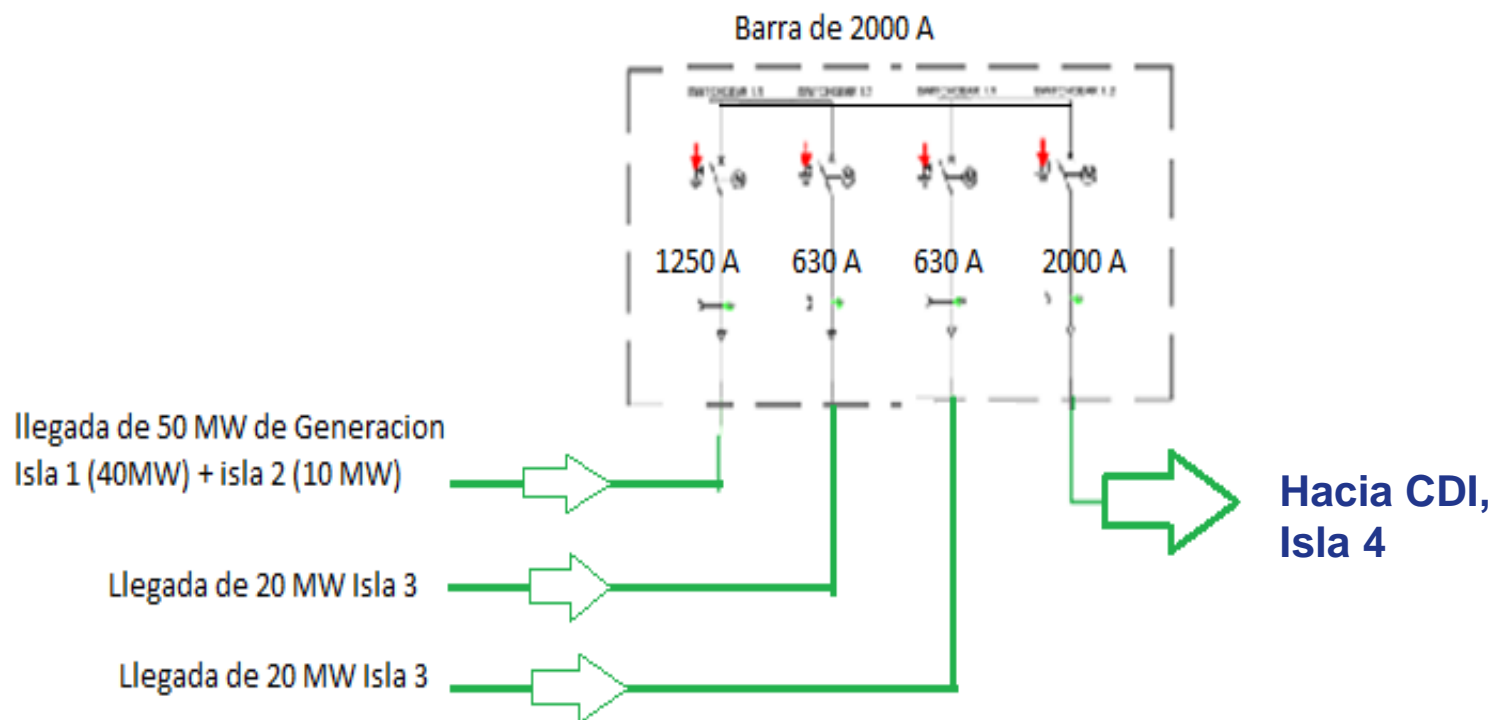 Barra de 2000 A
1250 A
630 A
630 A
2000 A
llegada de 50 MW de Generacion
Isla 1 (40MW) + isla 2 (10 MW)
Llegada de 20 MW Isla 3
Llegada de 20 MW Isla 3
Hacia CDI,
Isla 4